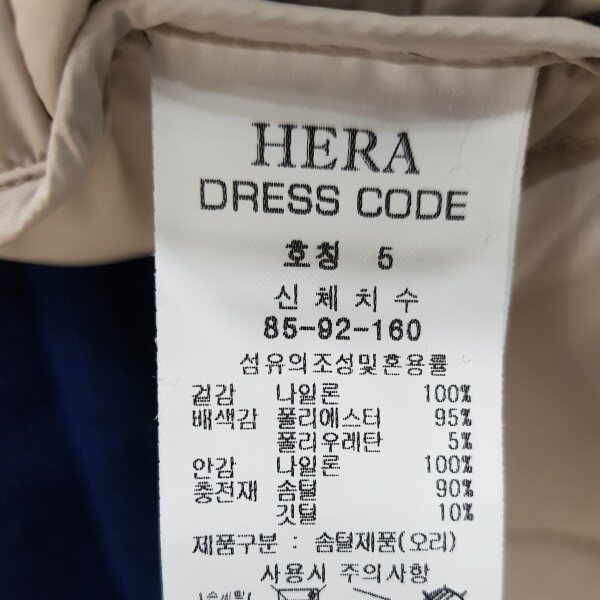 HERA
DRESS CODE
호칭 5
신체치수
85-92-160
섬유의조성및혼용률
겉감 나일론 100%
배색감 폴리에스터 95%
폴리우레탄 5%
안감 나일론 100%
충전재 솜털 90%
깃털 10%
제품구분 : 솜털제품(오리)
사용시 주의사항